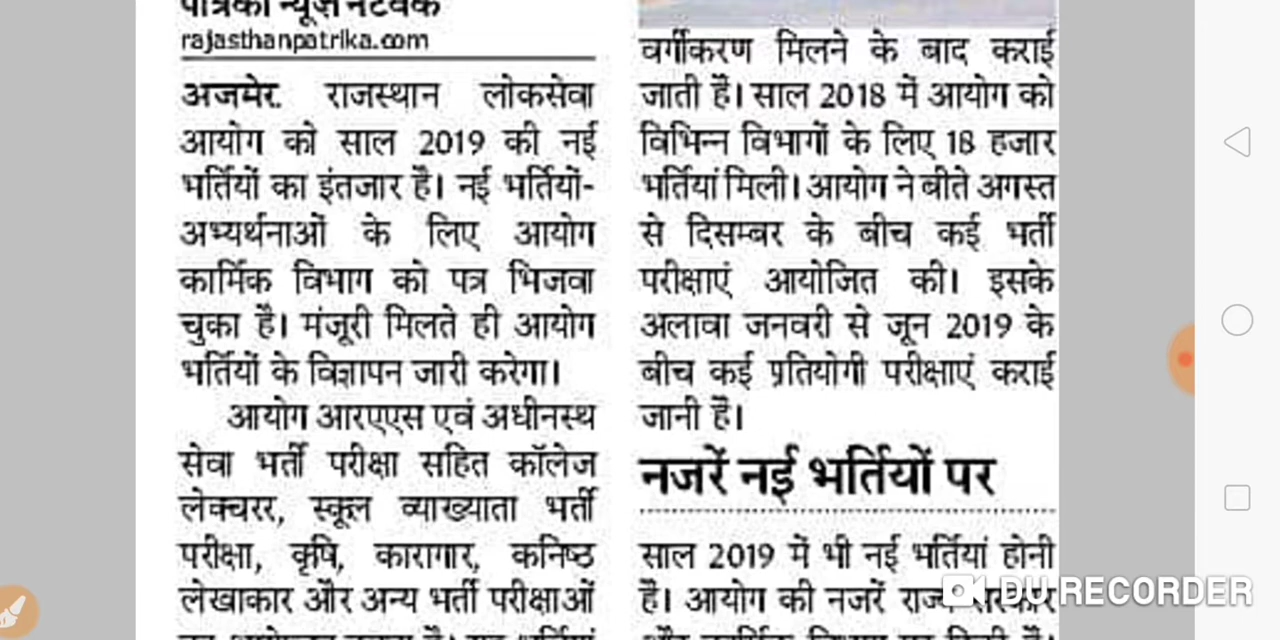 पत्रिका न्यूज़ नेटवर्क
rajasthanpatrika.com
अजमेर. राजस्थान लोकसेवा
आयोग को साल 2019 की नई
भर्तियों का इंतजार है। नई भर्तियों-
अभ्यर्थनाओं के लिए आयोग
कार्मिक विभाग को पत्र भिजवा
चुका है। मंजूरी मिलते ही आयोग
भर्तियों के विज्ञापन जारी करेगा।
आयोग आरएएस एवं अधीनस्थ
सेवा भर्ती परीक्षा सहित कॉलेज
लेक्चरर, स्कूल व्याख्याता भर्ती
परीक्षा, कृषि, कारागार, कनिष्ठ
लेखाकार और अन्य भर्ती परीक्षाओं
वर्गीकरण मिलने के बाद कराई
जाती है। साल 2018 में आयोग को
विभिन्न विभागों के लिए 18 हजार
भर्तियां मिली। आयोग ने बीते अगस्त
से दिसम्बर के बीच कई भर्ती
परीक्षाएं आयोजित की। इसके
अलावा जनवरी से जून 2019 के
बीच कई प्रतियोगी परीक्षाएं कराई
जानी है।
नजरें नई भर्तियों पर
साल 2019 में भी नई भर्तियां होनी
है। आयोग की नजरें राज्य सरकार
DU RECORDER